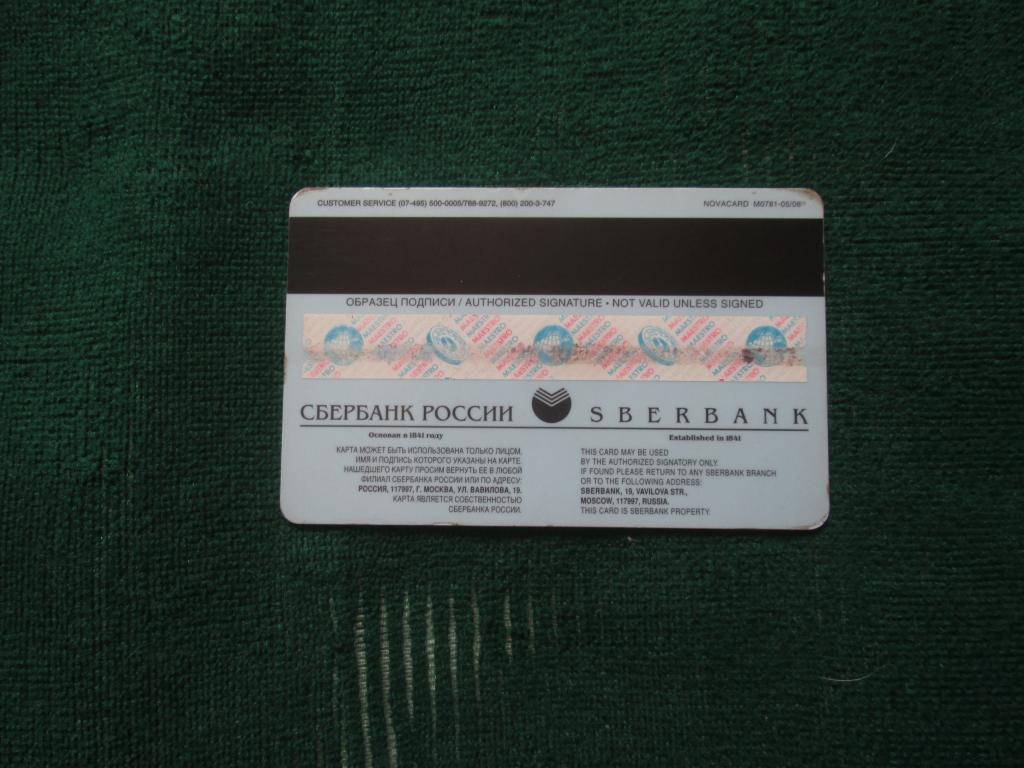 CUSTOMER SERVICE (07-495) 500-0005/788-9272, (800) 200-3-747
NOVACARD M0781-05/08
ОБРАЗЕЦ ПОДПИСИ / AUTHORIZED SIGNATURE • NOT VALID UNLESS SIGNED
MAESTRO MAESTRO MAESTRO MAESTRO
СБЕРБАНК РОССИИ
Основан в 1841 году
SBERBANK
Established in 1841
КАРТА МОЖЕТ БЫТЬ ИСПОЛЬЗОВАНА ТОЛЬКО ЛИЦОМ,
ИМЯ И ПОДПИСЬ КОТОРОГО УКАЗАНЫ НА КАРТЕ.
НАШЕДШЕГО КАРТУ ПРОСИМ ВЕРНУТЬ ЕЕ В ЛЮБОЙ
ФИЛИАЛ СБЕРБАНКА РОССИИ ИЛИ ПО АДРЕСУ:
РОССИЯ, 117997, Г. МОСКВА, УЛ. ВАВИЛОВА, 19.
КАРТА ЯВЛЯЕТСЯ СОБСТВЕННОСТЬЮ
СБЕРБАНКА РОССИИ.
THIS CARD MAY BE USED
BY THE AUTHORIZED SIGNATORY ONLY.
IF FOUND PLEASE RETURN TO ANY SBERBANK BRANCH
OR TO THE FOLLOWING ADDRESS:
SBERBANK, 19, VAVILOVA STR.,
MOSCOW, 117997, RUSSIA.
THIS CARD IS SBERBANK PROPERTY.